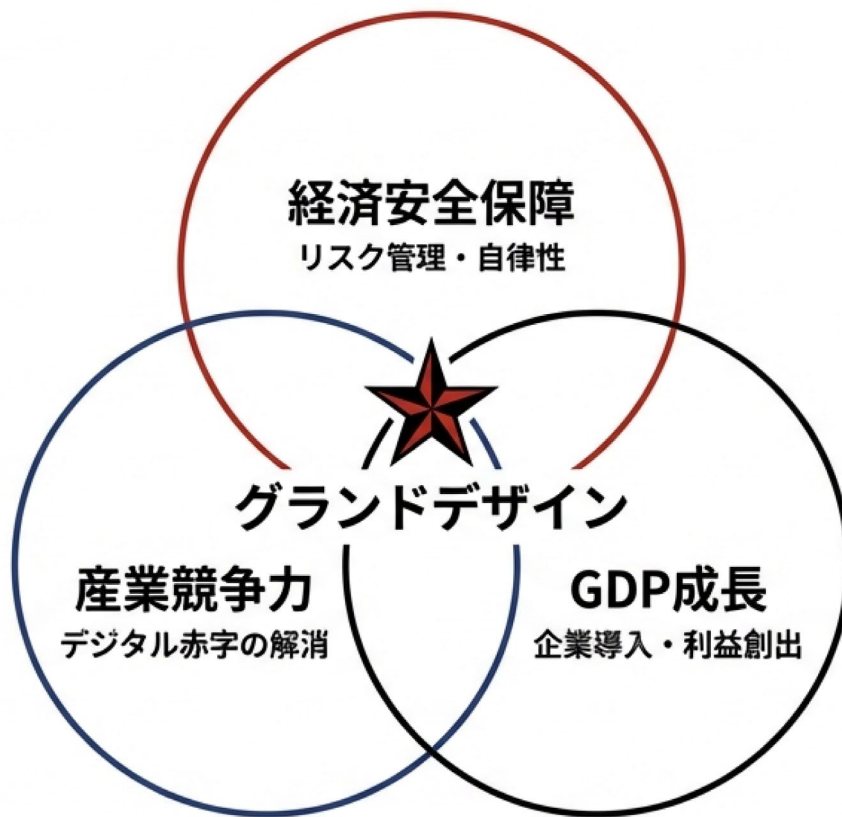 経済安全保障
リスク管理・自律性
グランドデザイン
産業競争力
デジタル赤字の解消
GDP成長
企業導入・利益創出